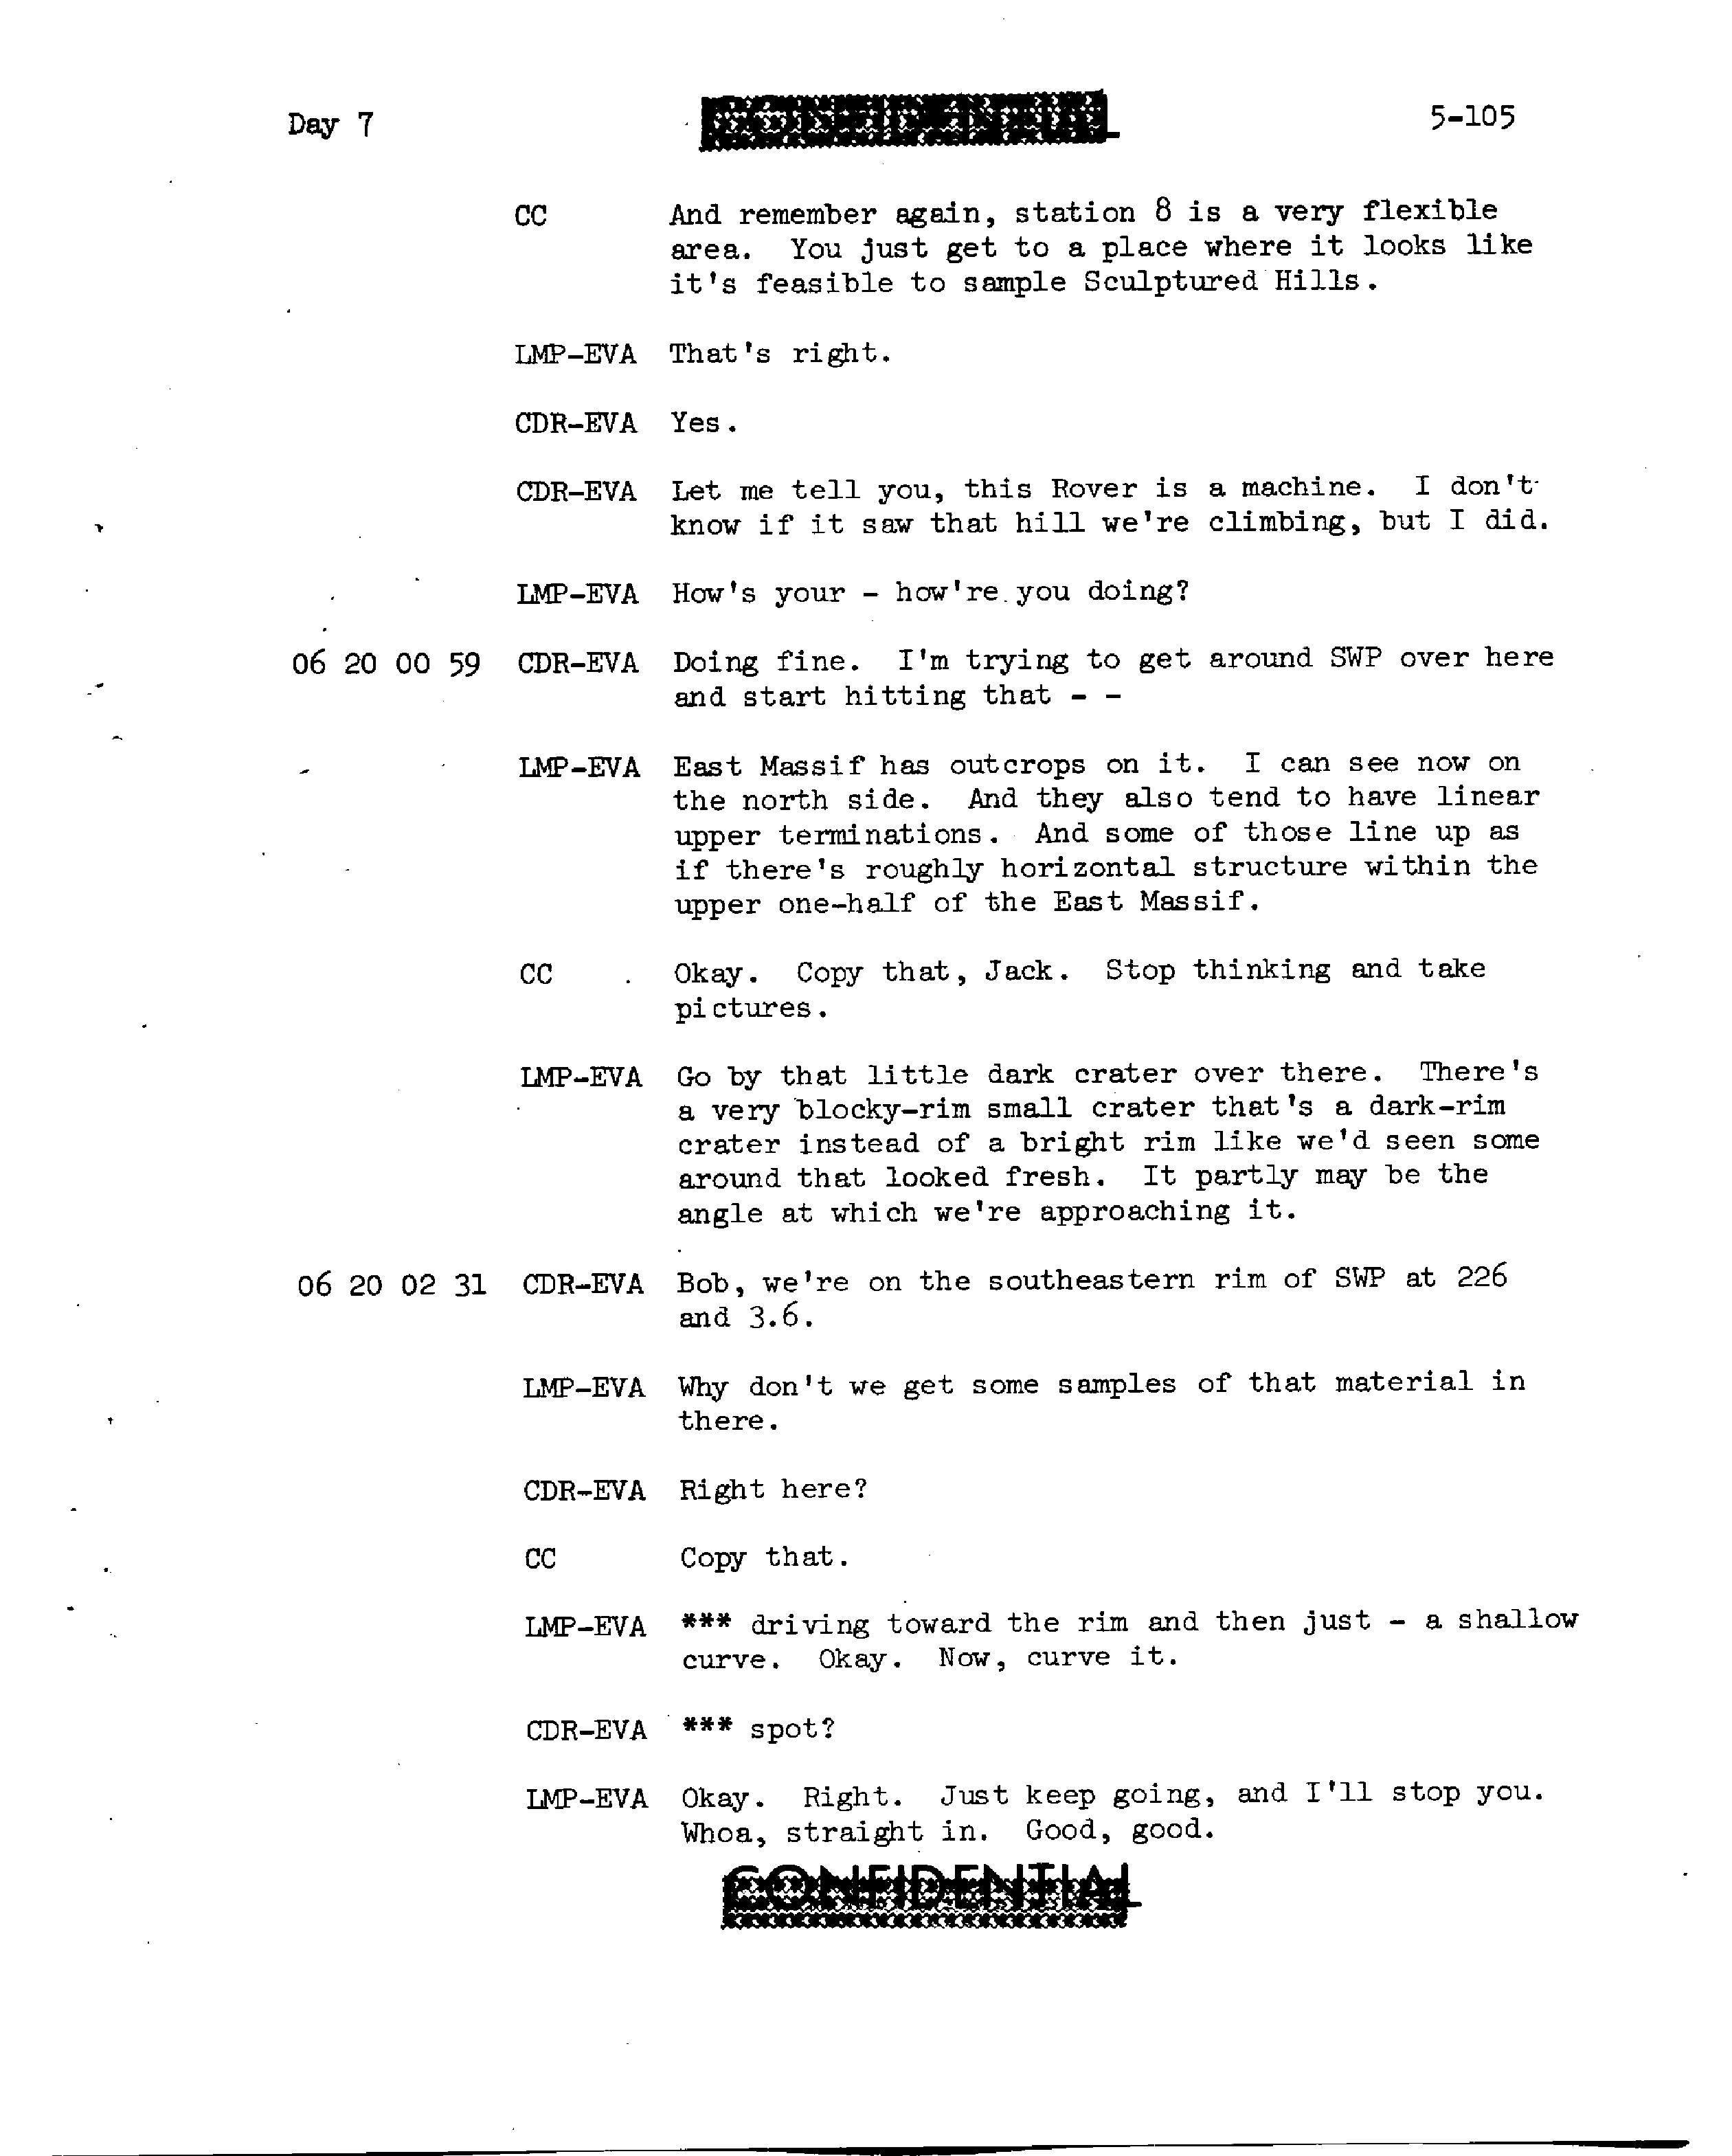 Day 7
CONFIDENTIAL
5-105
CC And remember again, station 8 is a very flexible
area. You just get to a place where it looks like
it's feasible to sample Sculptured Hills.
LMP-EVA That's right.
CDR-EVA Yes.
CDR-EVA Let me tell you, this Rover is a machine. I don't
know if it saw that hill we're climbing, but I did.
LMP-EVA How's your - how're you doing?
06 20 00 59 CDR-EVA Doing fine. I'm trying to get around SWP over here
and start hitting that - -
LMP-EVA East Massif has outcrops on it. I can see now on
the north side. And they also tend to have linear
upper terminations. And some of those line up as
if there's roughly horizontal structure within the
upper one-half of the East Massif.
CC Okay. Copy that, Jack. Stop thinking and take
pictures.
LMP-EVA Go by that little dark crater over there. There's
a very blocky-rim small crater that's a dark-rim
crater instead of a bright rim like we'd seen some
around that looked fresh. It partly may be the
angle at which we're approaching it.
06 20 02 31 CDR-EVA Bob, we're on the southeastern rim of SWP at 226
and 3.6.
LMP-EVA Why don't we get some samples of that material in
there.
CDR-EVA Right here?
CC Copy that.
LMP-EVA *** driving toward the rim and then just - a shallow
curve. Okay. Now, curve it.
CDR-EVA *** spot?
LMP-EVA Okay. Right. Just keep going, and I'll stop you.
Whoa, straight in. Good, good.
CONFIDENTIAL